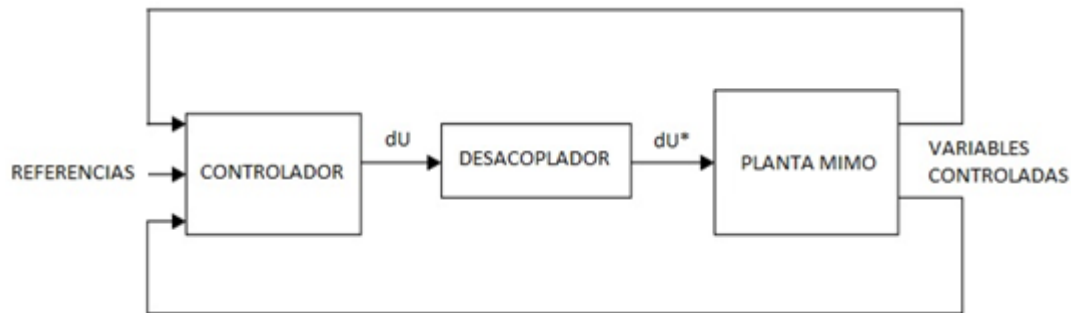 REFERENCIAS
CONTROLADOR
dU
DESACOPLADOR
dU*
PLANTA MIMO
VARIABLES
CONTROLADAS